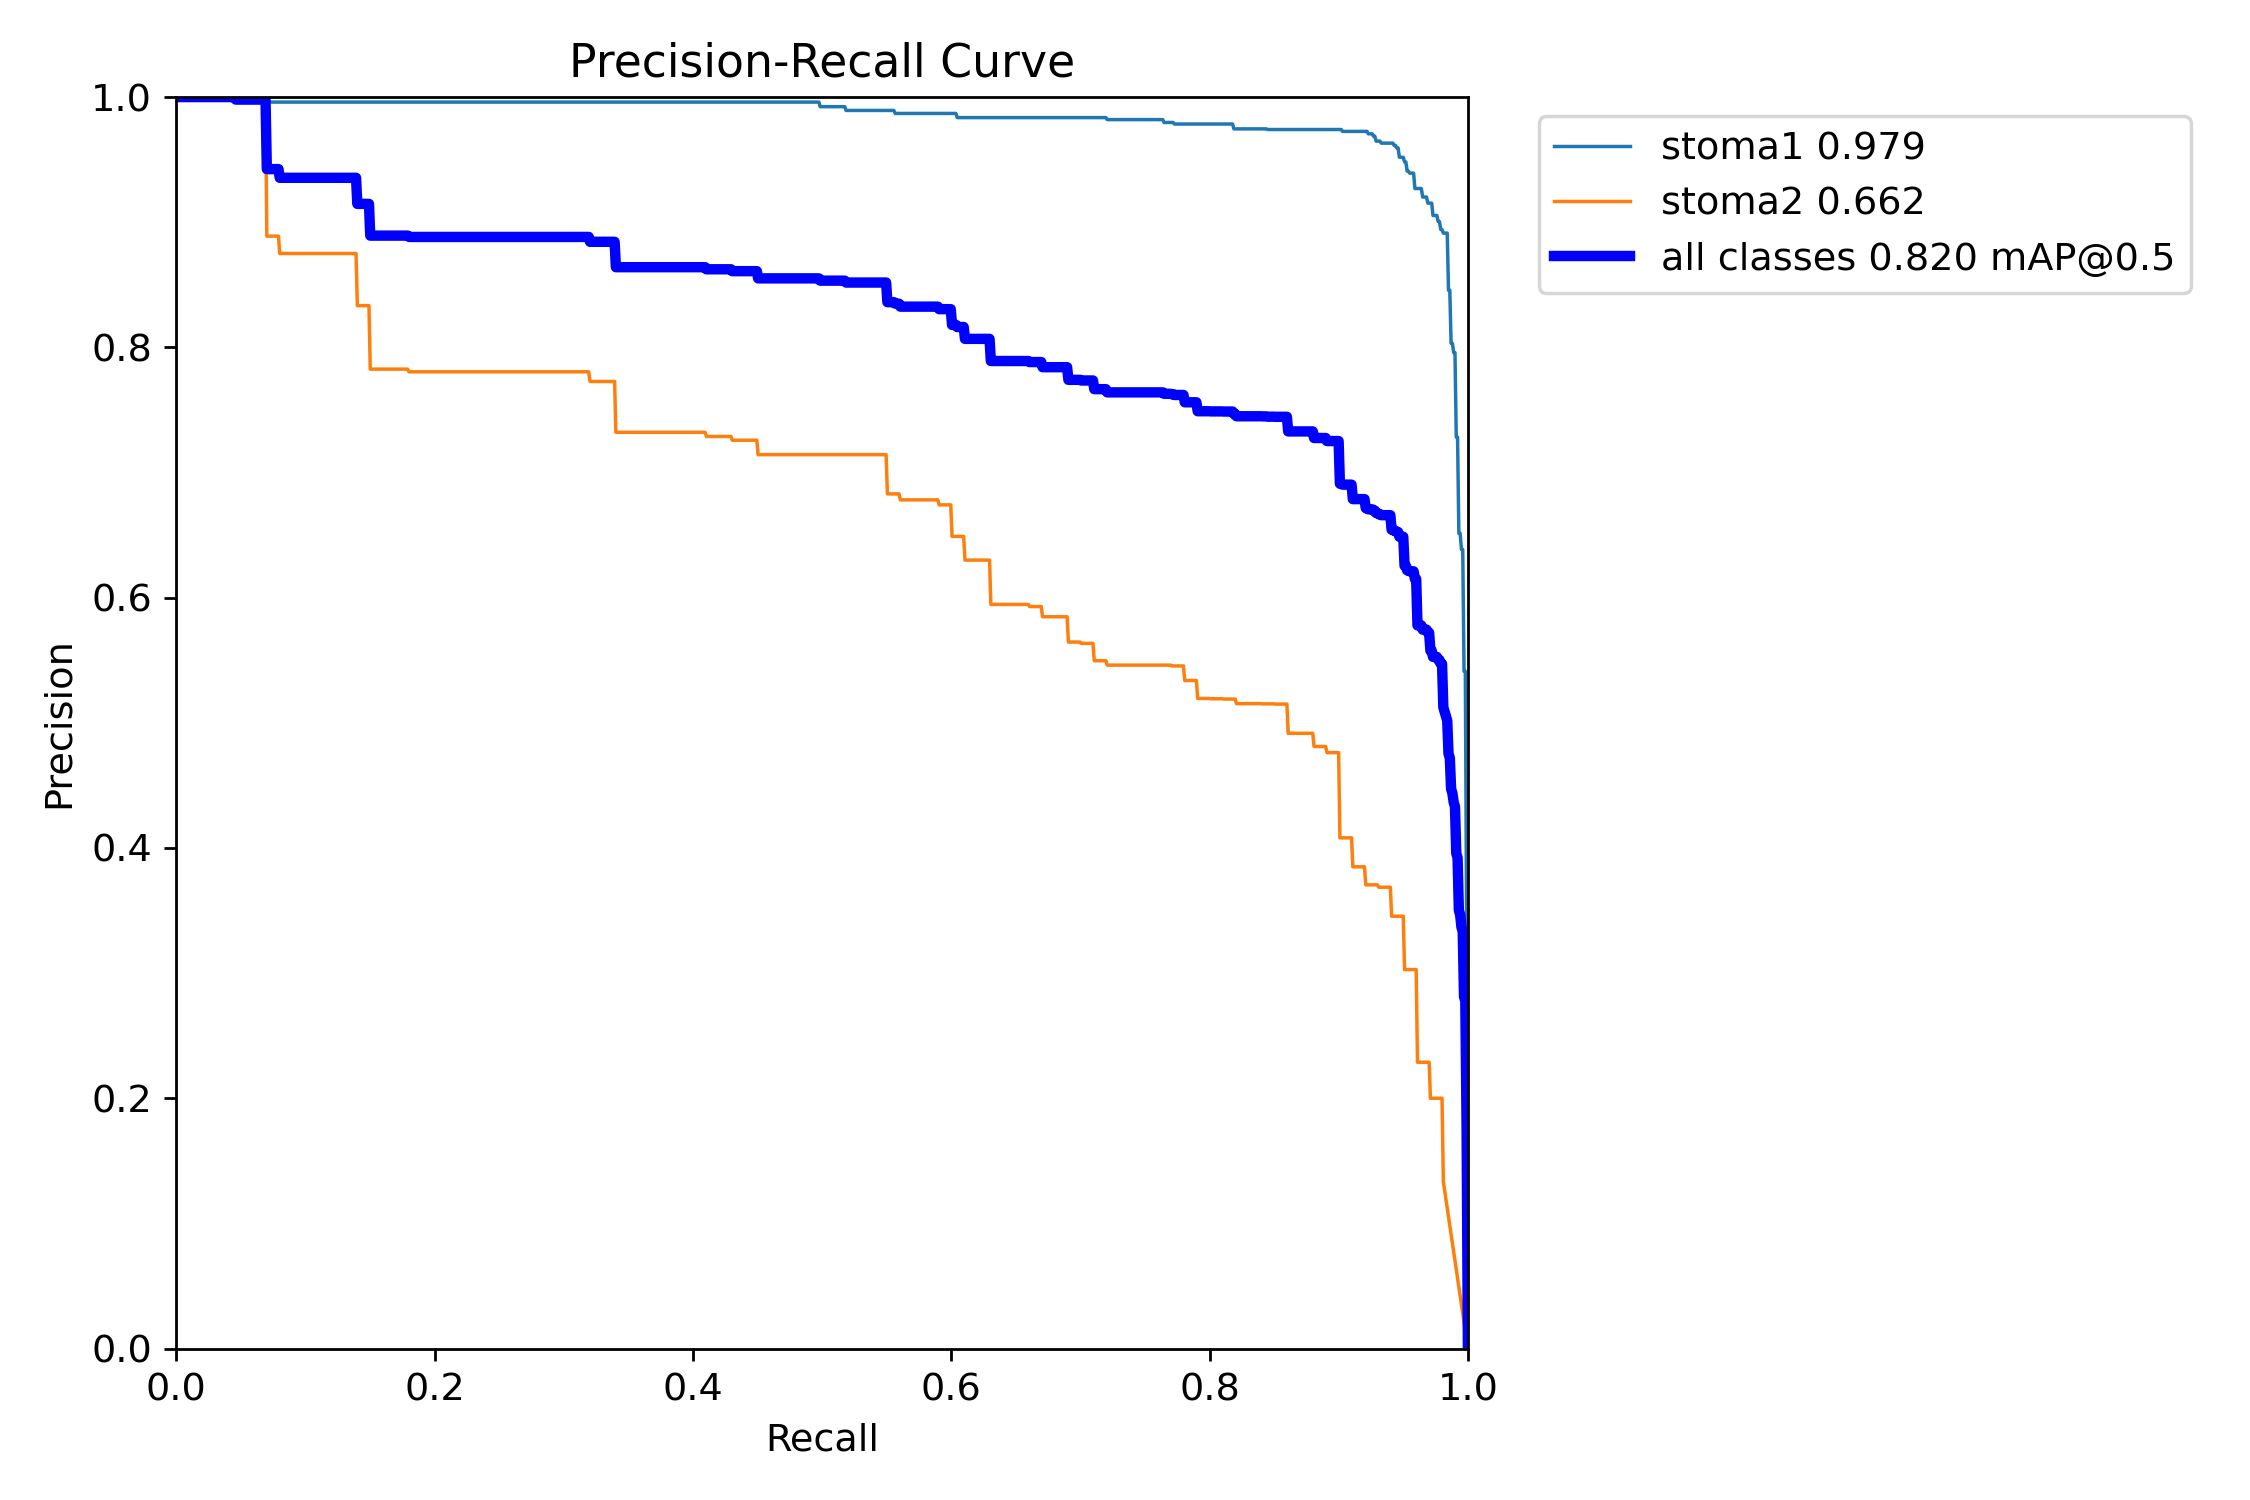 Precision-Recall Curve
1.0
0.8
0.6
0.4
0.2
0.0
Precision
0.0 0.2 0.4 0.6 0.8 1.0
Recall
stoma1 0.979
stoma2 0.662
all classes 0.820 mAP@0.5